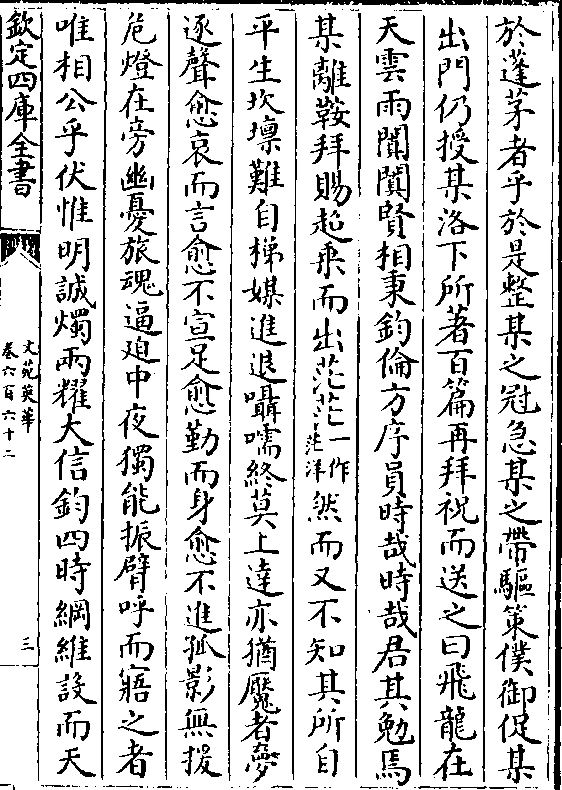 於蓬茅者乎於是整某之冠急某之帶驅策僕御促某
出門仍授某洛下所著百篇再拜祝而送之曰飛龍在
天雲雨闐闐賢相秉鈞倫方序員時哉時哉君其勉焉
某離鞍拜賜超乗而出茫茫一作茫洋然而又不知其所自
平生坎壈難自梯媒進退囁嚅終莫上達亦猶魘者夢
逐聲愈哀而言愈不宣足愈勤而身愈不進孤影無援
危燈在旁幽憂旅魂逼廹中夜獨能振臂呼而寤之者
唯相公乎伏惟明誠燭兩耀大信鈞四時綱維設而天
欽定四庫全書
文苑英華
卷六百六十二
三